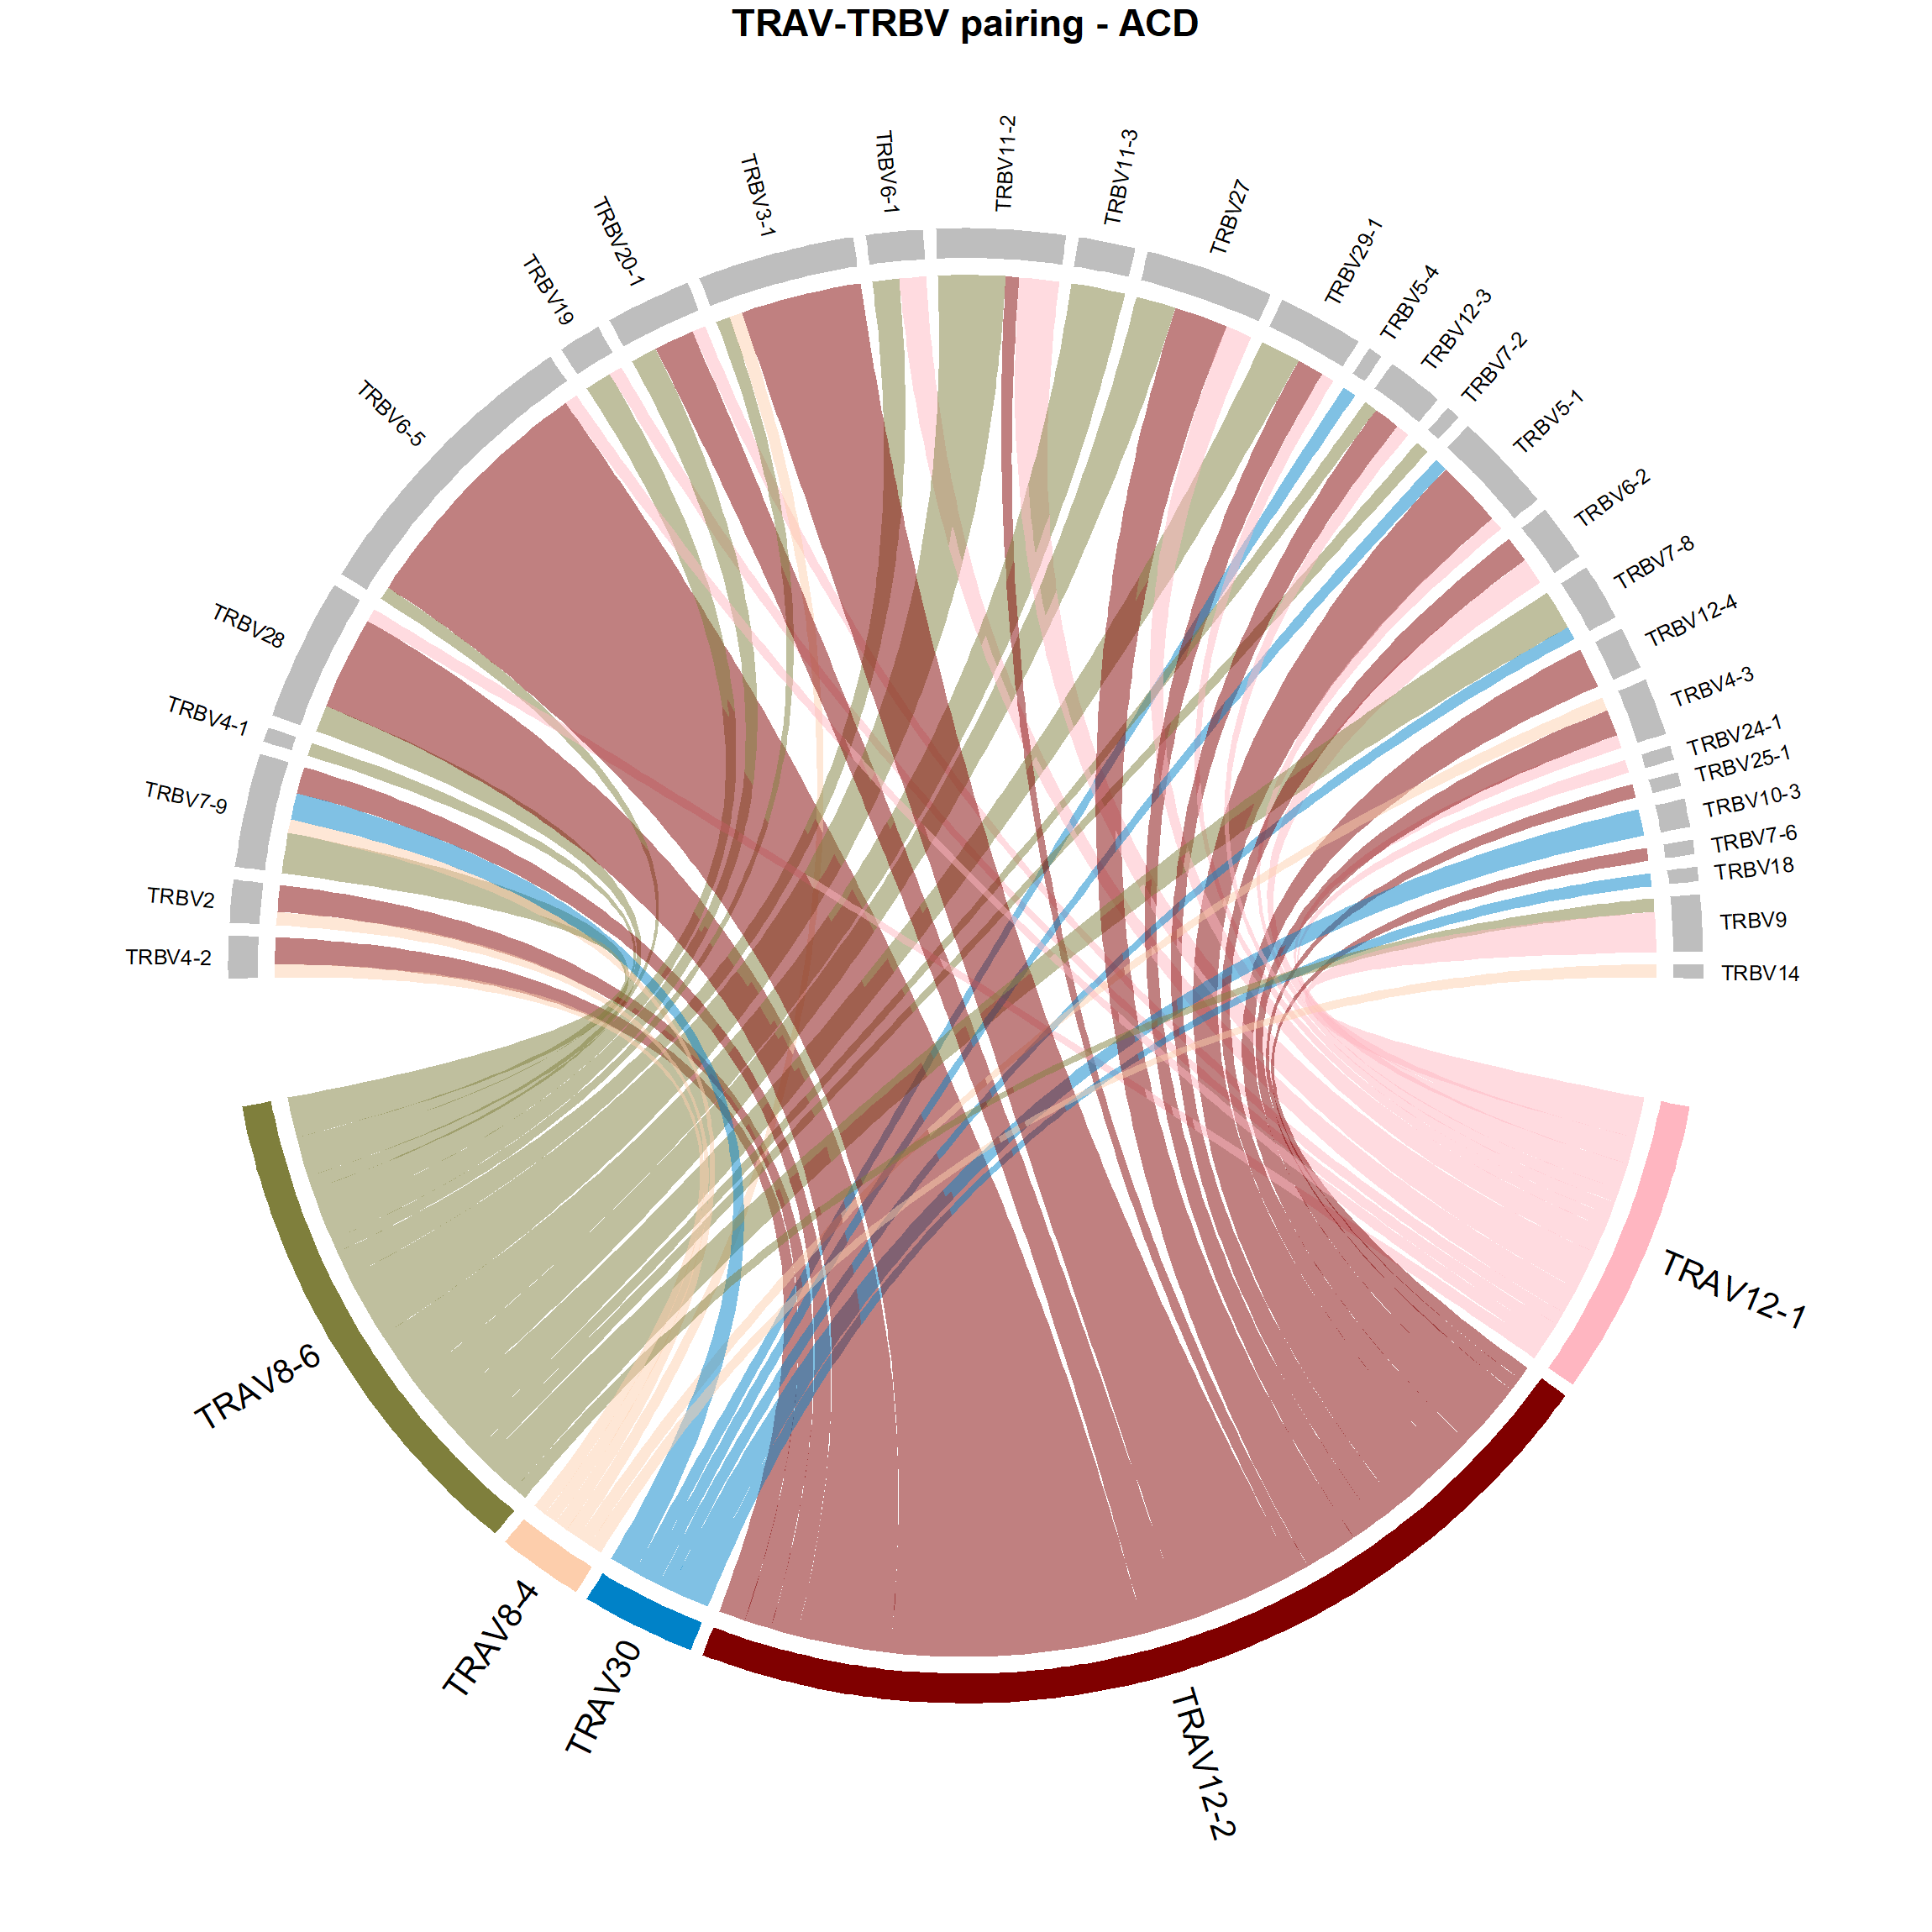 TRAV-TRBV pairing - ACD
TRBV4-2
TRBV2
TRBV7-9
TRBV4-1
TRBV28
TRBV6-5
TRBV19
TRBV20-1
TRBV3-1
TRBV6-1
TRBV11-2
TRBV11-3
TRBV27
TRBV29-1
TRBV5-4
TRBV12-3
TRBV7-2
TRBV5-1
TRBV6-2
TRBV7-8
TRBV12-4
TRBV4-3
TRBV24-1
TRBV25-1
TRBV10-3
TRBV7-6
TRBV18
TRBV9
TRBV14
TRAV12-1
TRAV12-2
TRAV30
TRAV8-4
TRAV8-6